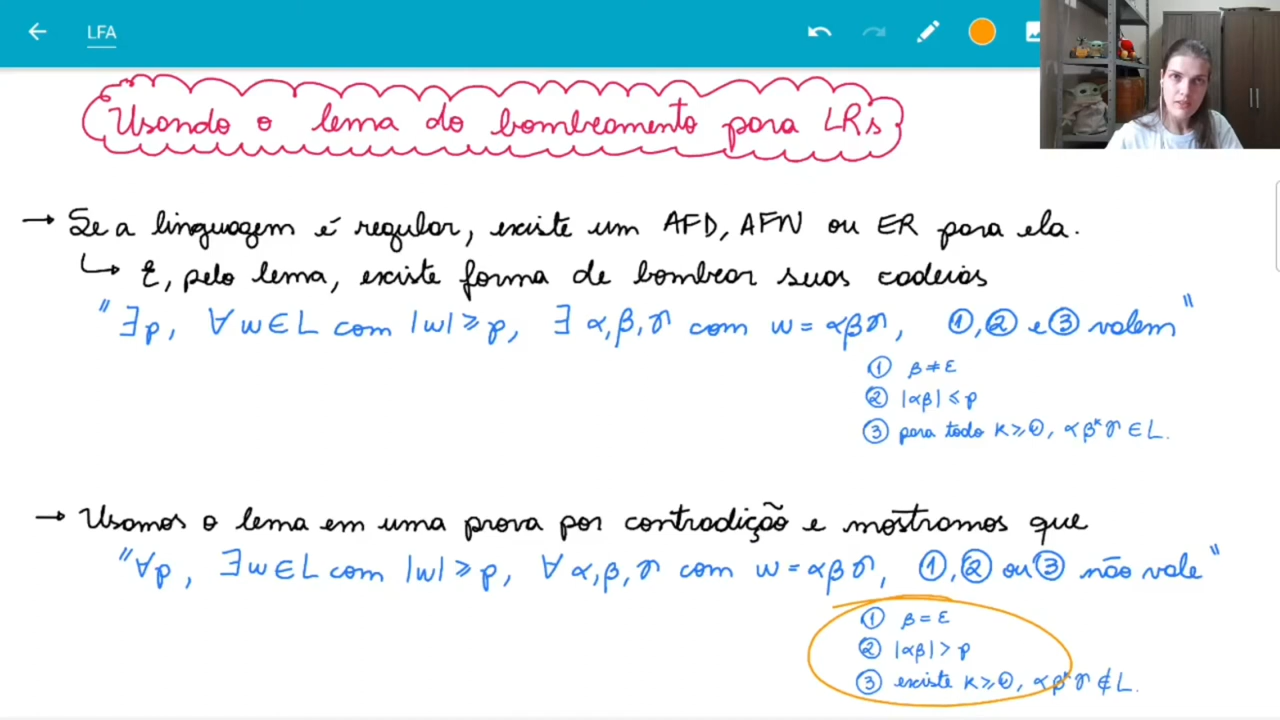 LFA
Usando o lema do bombeamento para LRs
→ Se a linguagem é regular, existe um AFD, AFN ou ER para ela.
↳ E, pelo lema, existe forma de bombear suas cadeias
"∃p, ∀w∈L com |w|≥p, ∃ α,β,γ com w=αβγ, ①,② e ③ valem"
① β≠ε
② |αβ|≤p
③ para todo k≥0, αβᵏγ∈L.
→ Usamos o lema em uma prova por contradição e mostramos que
"∀p, ∃w∈L com |w|≥p, ∀ α,β,γ com w=αβγ, ①,② ou ③ não vale"
① β=ε
② |αβ|>p
③ existe k≥0, αβᵏγ∉L.